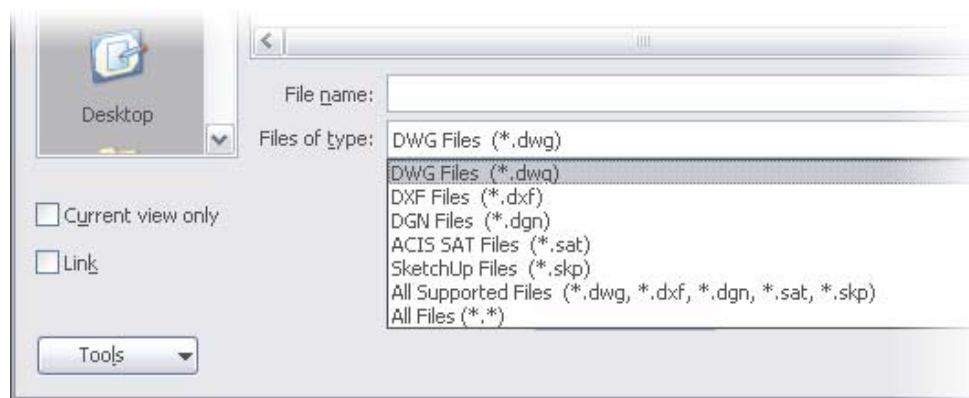 Desktop
File name:
Files of type: DWG Files (*.dwg)
DWG Files (*.dwg)
DXF Files (*.dxf)
DGN Files (*.dgn)
ACIS SAT Files (*.sat)
SketchUp Files (*.skp)
All Supported Files (*.dwg, *.dxf, *.dgn, *.sat, *.skp)
All Files (*.*)
Current view only
Link
Tools